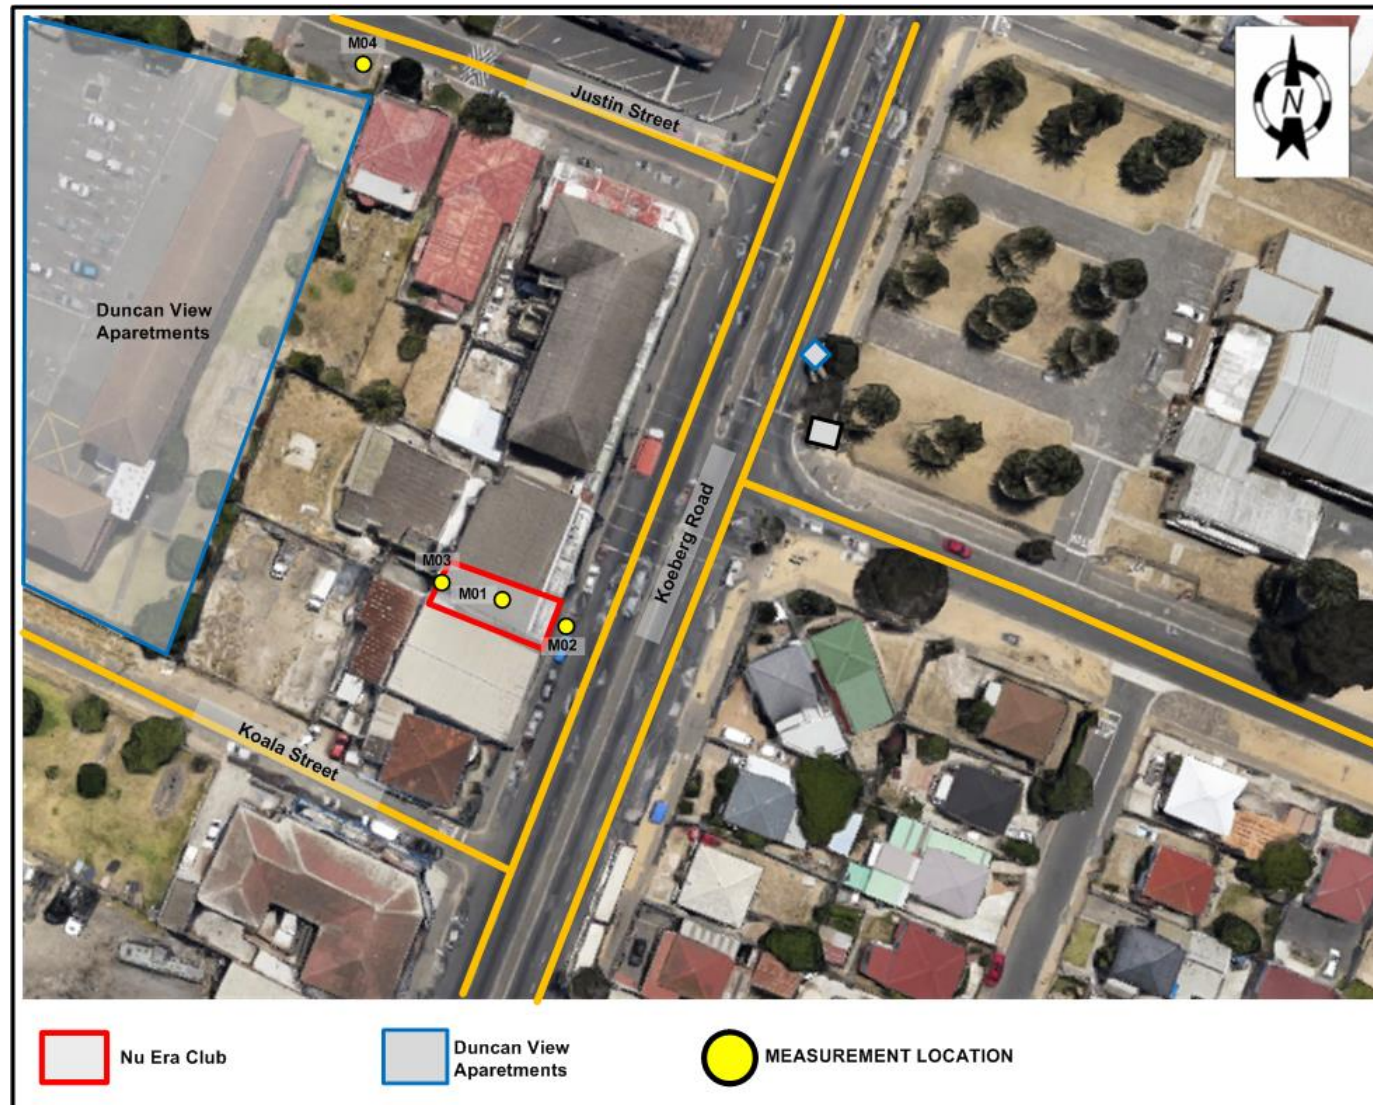 M04
Justin Street
N
Duncan View
Aparetments
Koeberg Road
M03
M01
M02
Koala Street
Nu Era Club
Duncan View
Aparetments
MEASUREMENT LOCATION